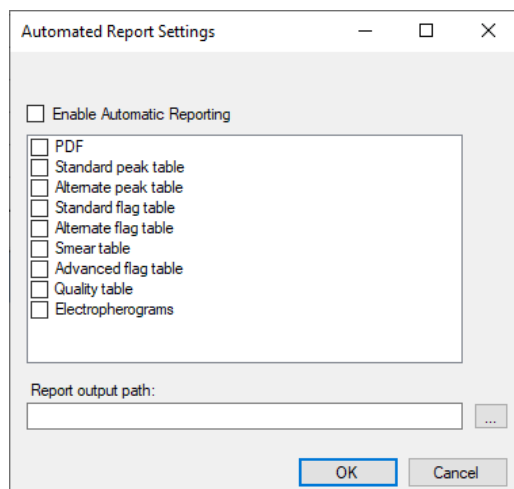 Automated Report Settings
Enable Automatic Reporting
PDF
Standard peak table
Alternate peak table
Standard flag table
Alternate flag table
Smear table
Advanced flag table
Quality table
Electropherograms
Report output path:
...
OK Cancel